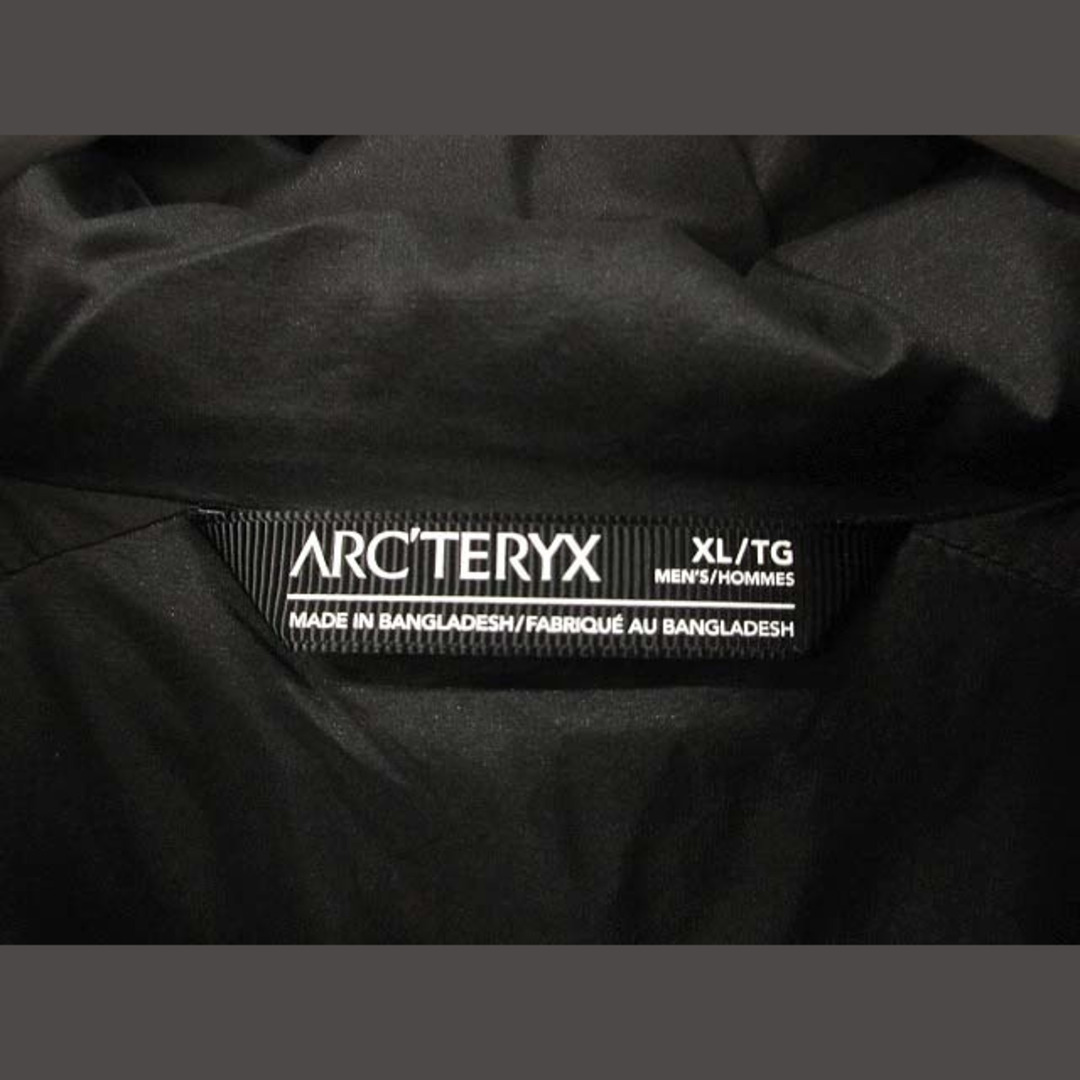 ARC'TERYX
XL/TG
MEN'S/HOMMES
MADE IN BANGLADESH/FABRIQUÉ AU BANGLADESH